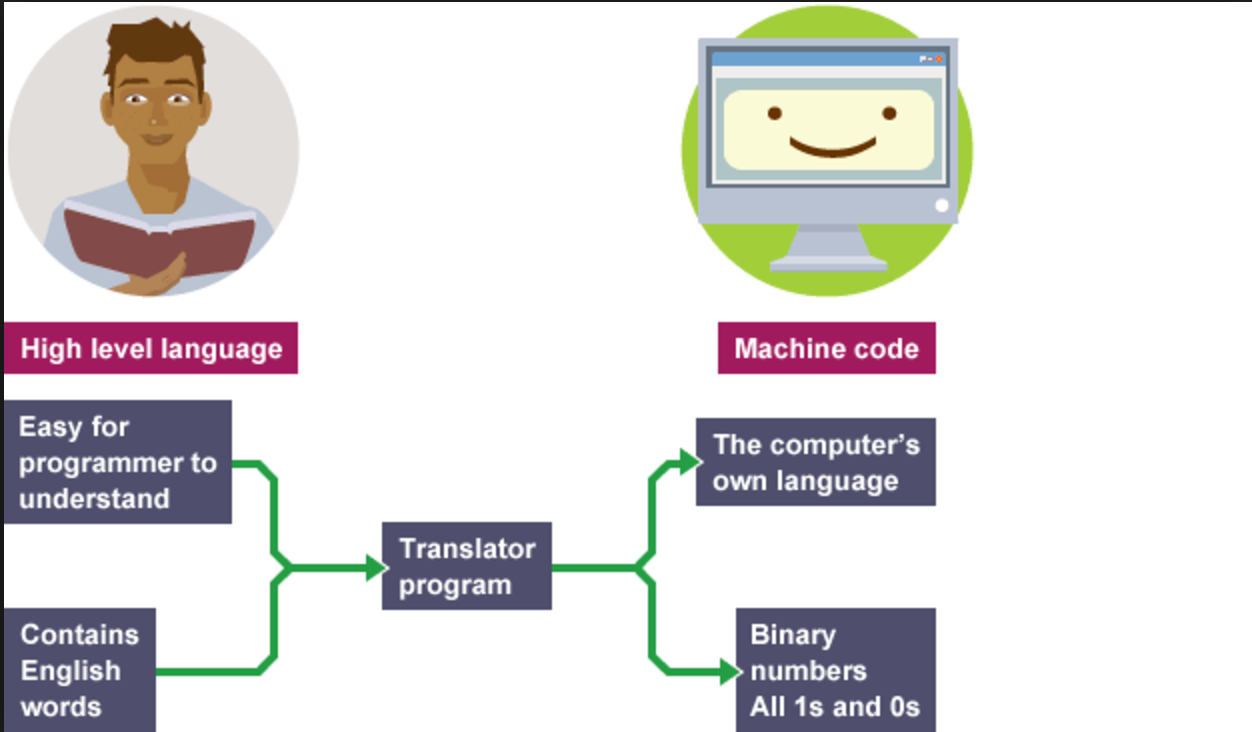 High level language
Machine code
Easy for
programmer to
understand
The computer’s
own language
Translator
program
Contains
English
words
Binary
numbers
All 1s and 0s